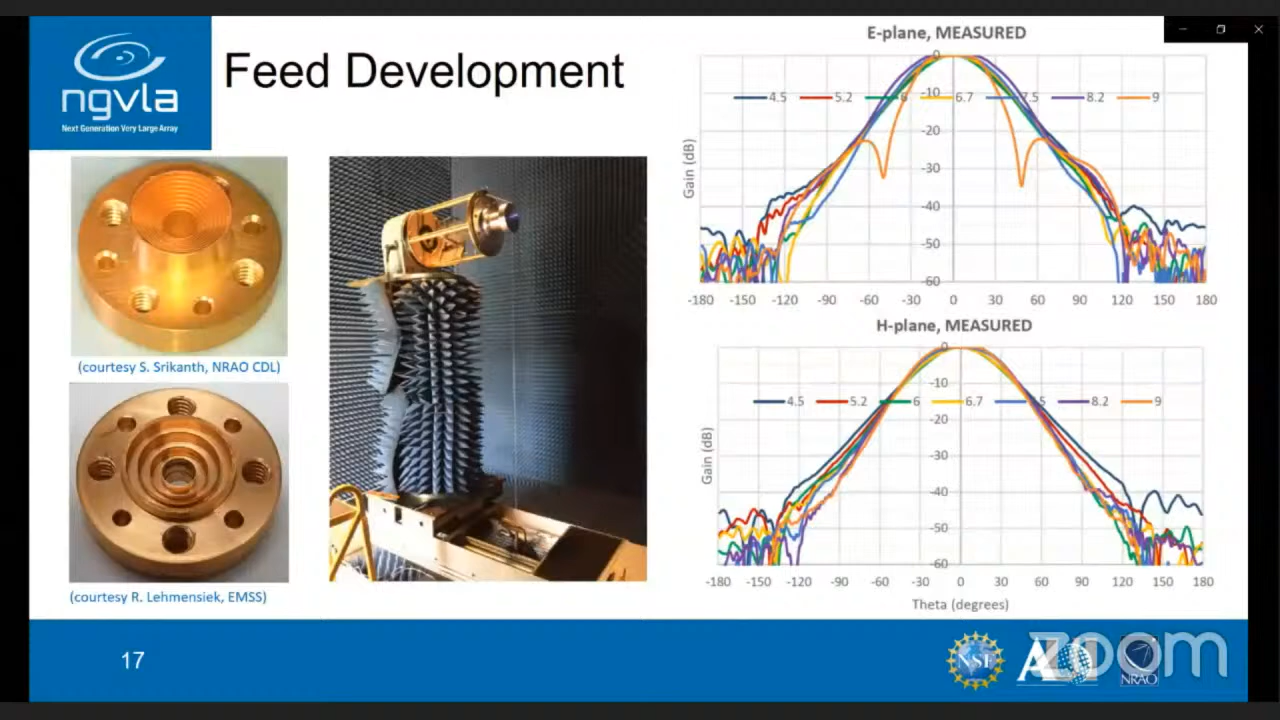 ngvla
Next Generation Very Large Array
Feed Development
(courtesy S. Srikanth, NRAO CDL)
(courtesy R. Lehmensiek, EMSS)
E-plane, MEASURED
4.5 5.2 6 6.7 7.5 8.2 9
Gain (dB)
0
-10
-20
-30
-40
-50
-60
-180 -150 -120 -90 -60 -30 0 30 60 90 120 150 180
H-plane, MEASURED
4.5 5.2 6 6.7 5 8.2 9
Gain (dB)
0
-10
-20
-30
-40
-50
-60
-180 -150 -120 -90 -60 -30 0 30 60 90 120 150 180
Theta (degrees)
17
NSF
NRAO
zoom